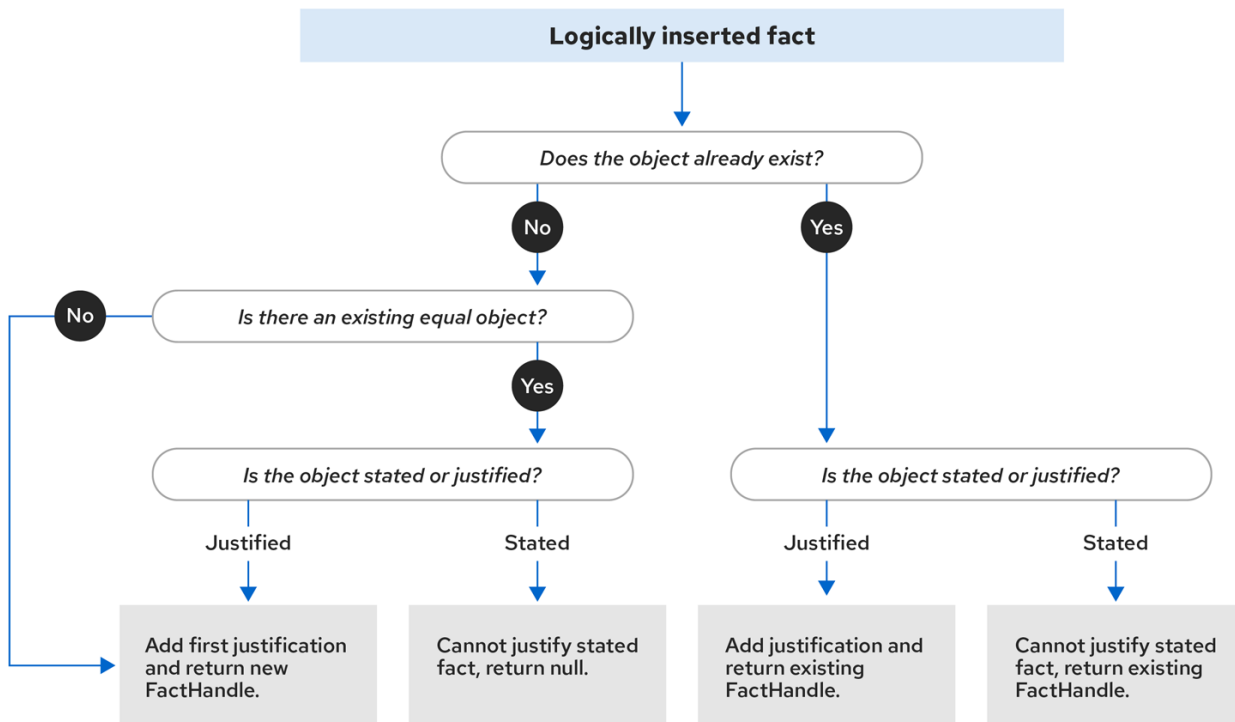 Logically inserted fact
Does the object already exist?
No
Yes
No
Is there an existing equal object?
Yes
Is the object stated or justified?
Is the object stated or justified?
Justified
Stated
Justified
Stated
Add first justification
and return new
FactHandle.
Cannot justify stated
fact, return null.
Add justification and
return existing
FactHandle.
Cannot justify stated
fact, return existing
FactHandle.